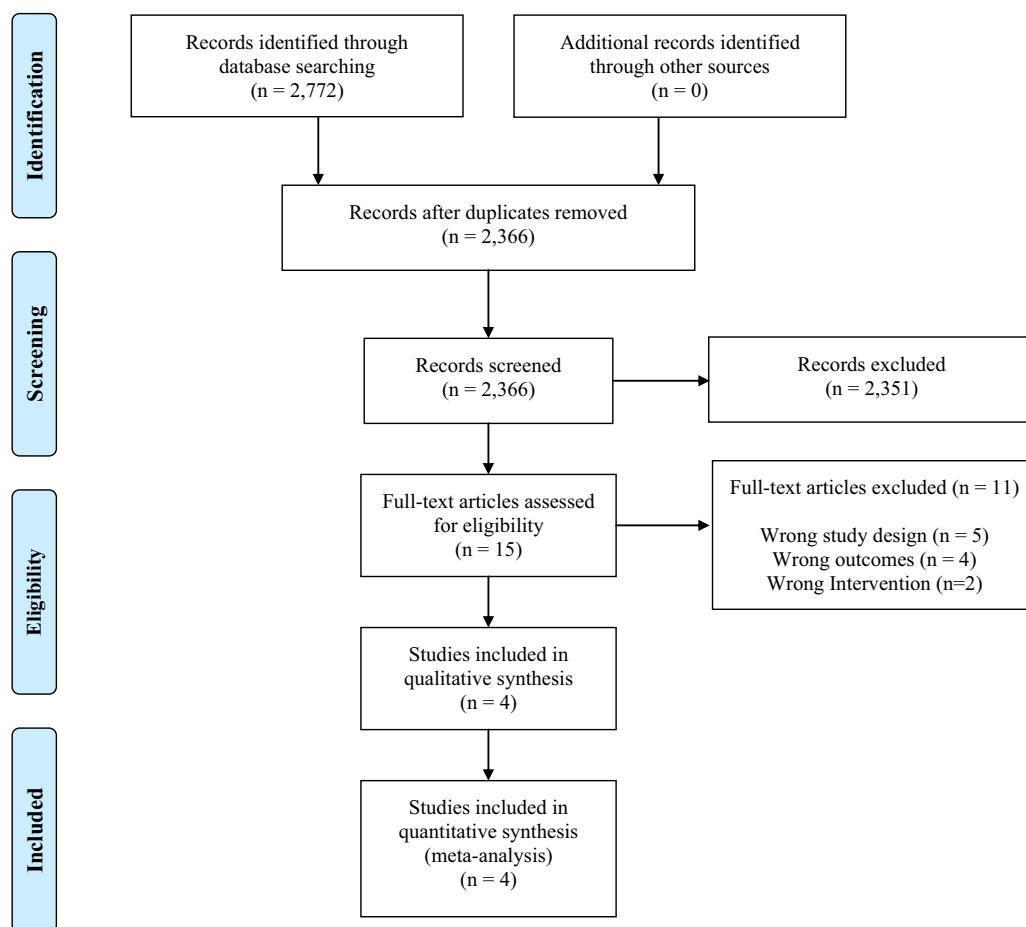 Identification
Records identified through
database searching
(n = 2,772)
Additional records identified
through other sources
(n = 0)
Records after duplicates removed
(n = 2,366)
Screening
Records screened
(n = 2,366)
Records excluded
(n = 2,351)
Eligibility
Full-text articles assessed
for eligibility
(n = 15)
Full-text articles excluded (n = 11)
Wrong study design (n = 5)
Wrong outcomes (n = 4)
Wrong Intervention (n=2)
Studies included in
qualitative synthesis
(n = 4)
Included
Studies included in
quantitative synthesis
(meta-analysis)
(n = 4)